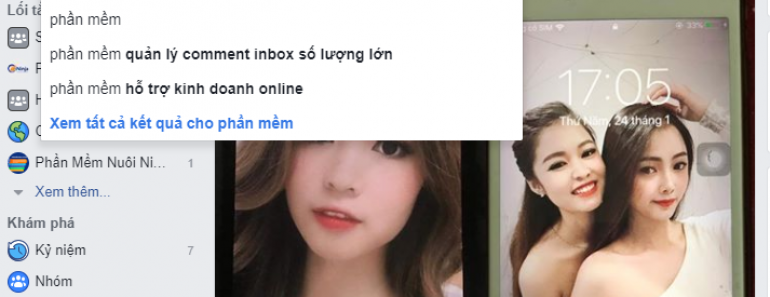 Lối tắ
phần mềm
phần mềm quản lý comment inbox số lượng lớn
phần mềm hỗ trợ kinh doanh online
Xem tất cả kết quả cho phần mềm
Phần Mềm Nuôi Ni...
1
Xem thêm...
Khám phá
Kỷ niệm
7
Nhóm
33%
17:05
Thứ Năm, 24 tháng 1